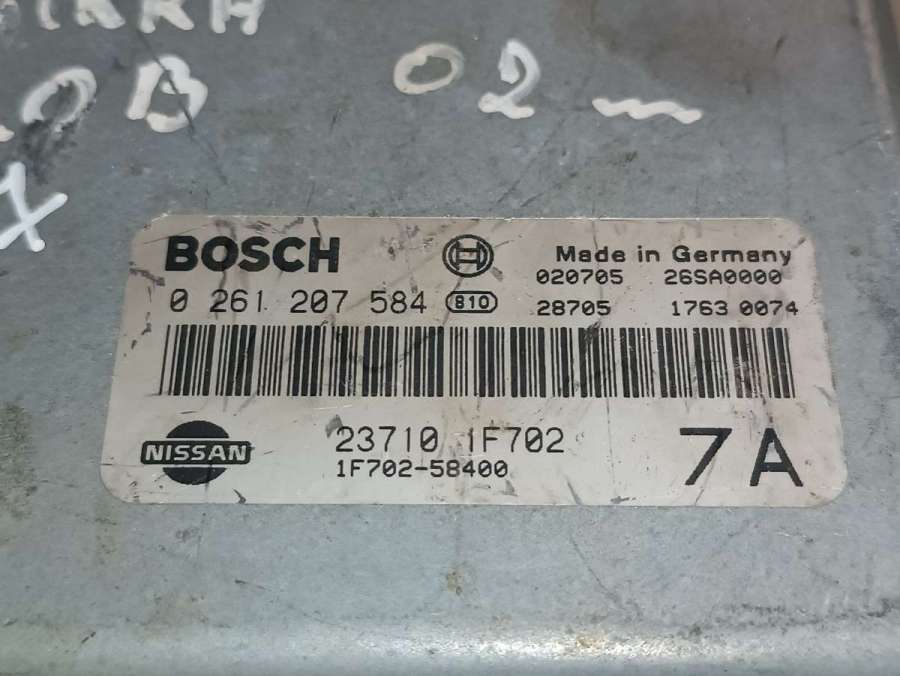 02
BOSCH
Made in Germany
020705 26SA0000
0 261 207 584 B10
28705 1763 0074
NISSAN
23710 1F702
1F702-58400
7A